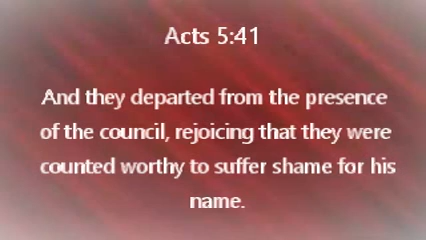 Acts 5:41
And they departed from the presence
of the council, rejoicing that they were
counted worthy to suffer shame for his
name.